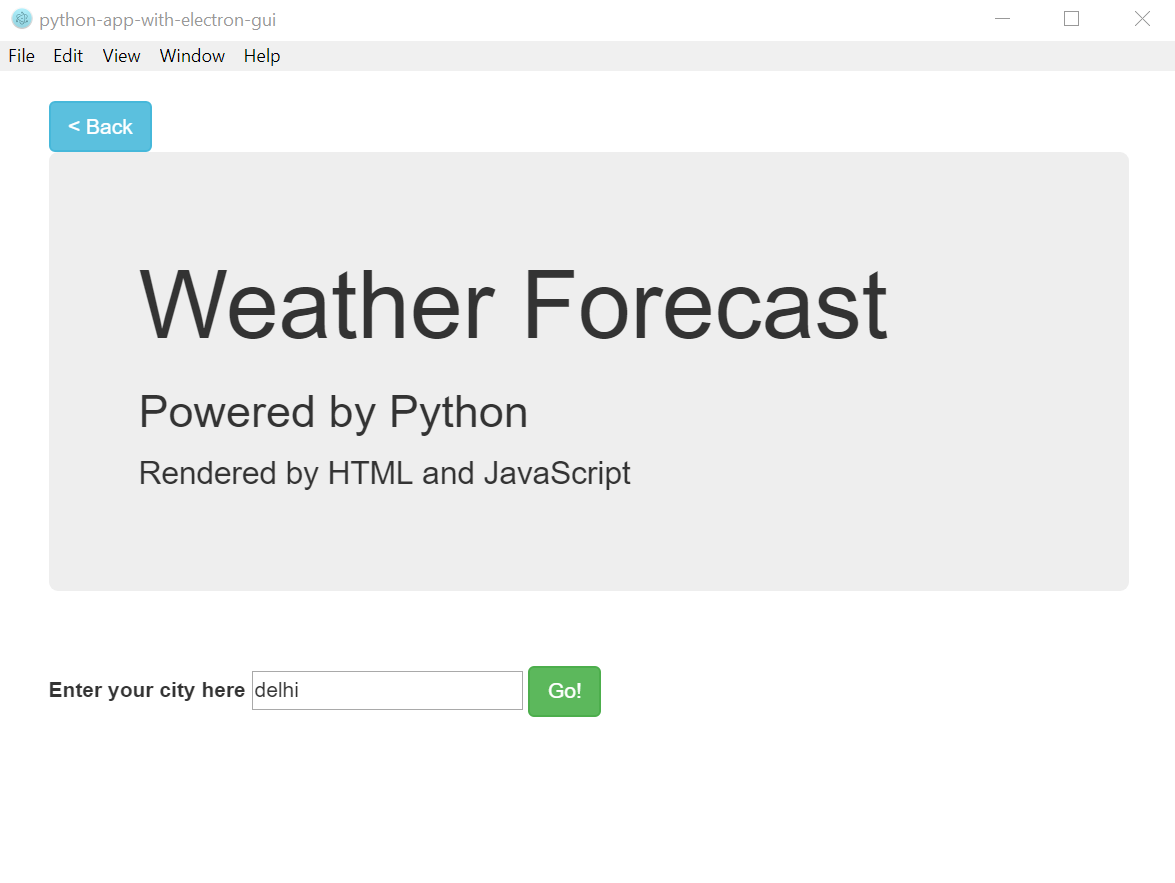 python-app-with-electron-gui
File Edit View Window Help
< Back
Weather Forecast
Powered by Python
Rendered by HTML and JavaScript
Enter your city here delhi Go!